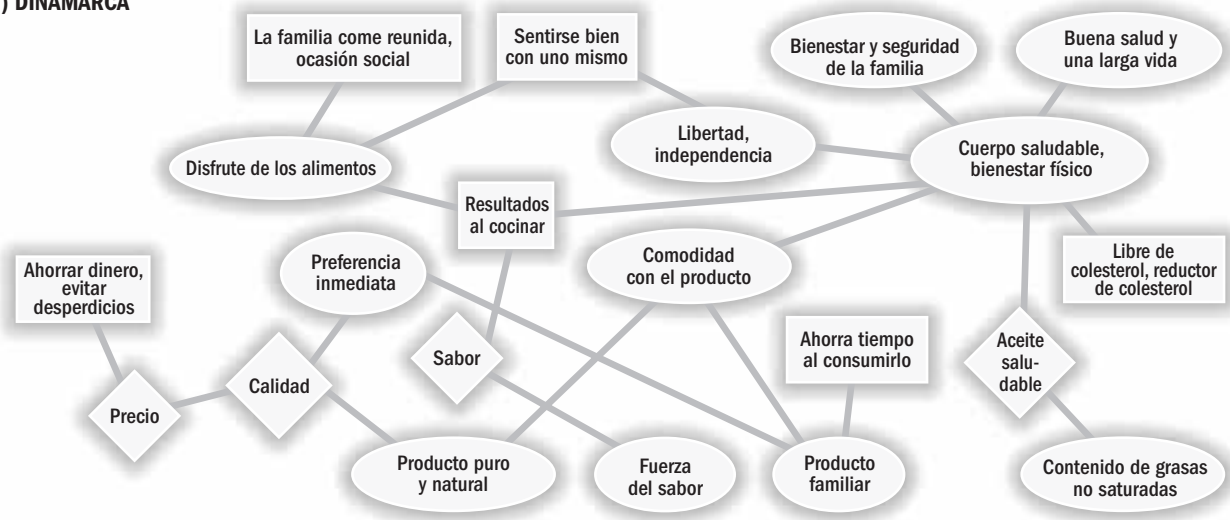 ) DINAMARCA
La familia come reunida,
ocasión social
Sentirse bien
con uno mismo
Bienestar y seguridad
de la familia
Buena salud y
una larga vida
Libertad,
independencia
Cuerpo saludable,
bienestar físico
Disfrute de los alimentos
Resultados
al cocinar
Ahorrar dinero,
evitar
desperdicios
Preferencia
inmediata
Comodidad
con el producto
Libre de
colesterol, reductor
de colesterol
Precio
Calidad
Sabor
Ahorra tiempo
al consumirlo
Aceite
salu-
dable
Producto puro
y natural
Fuerza
del sabor
Producto
familiar
Contenido de grasas
no saturadas